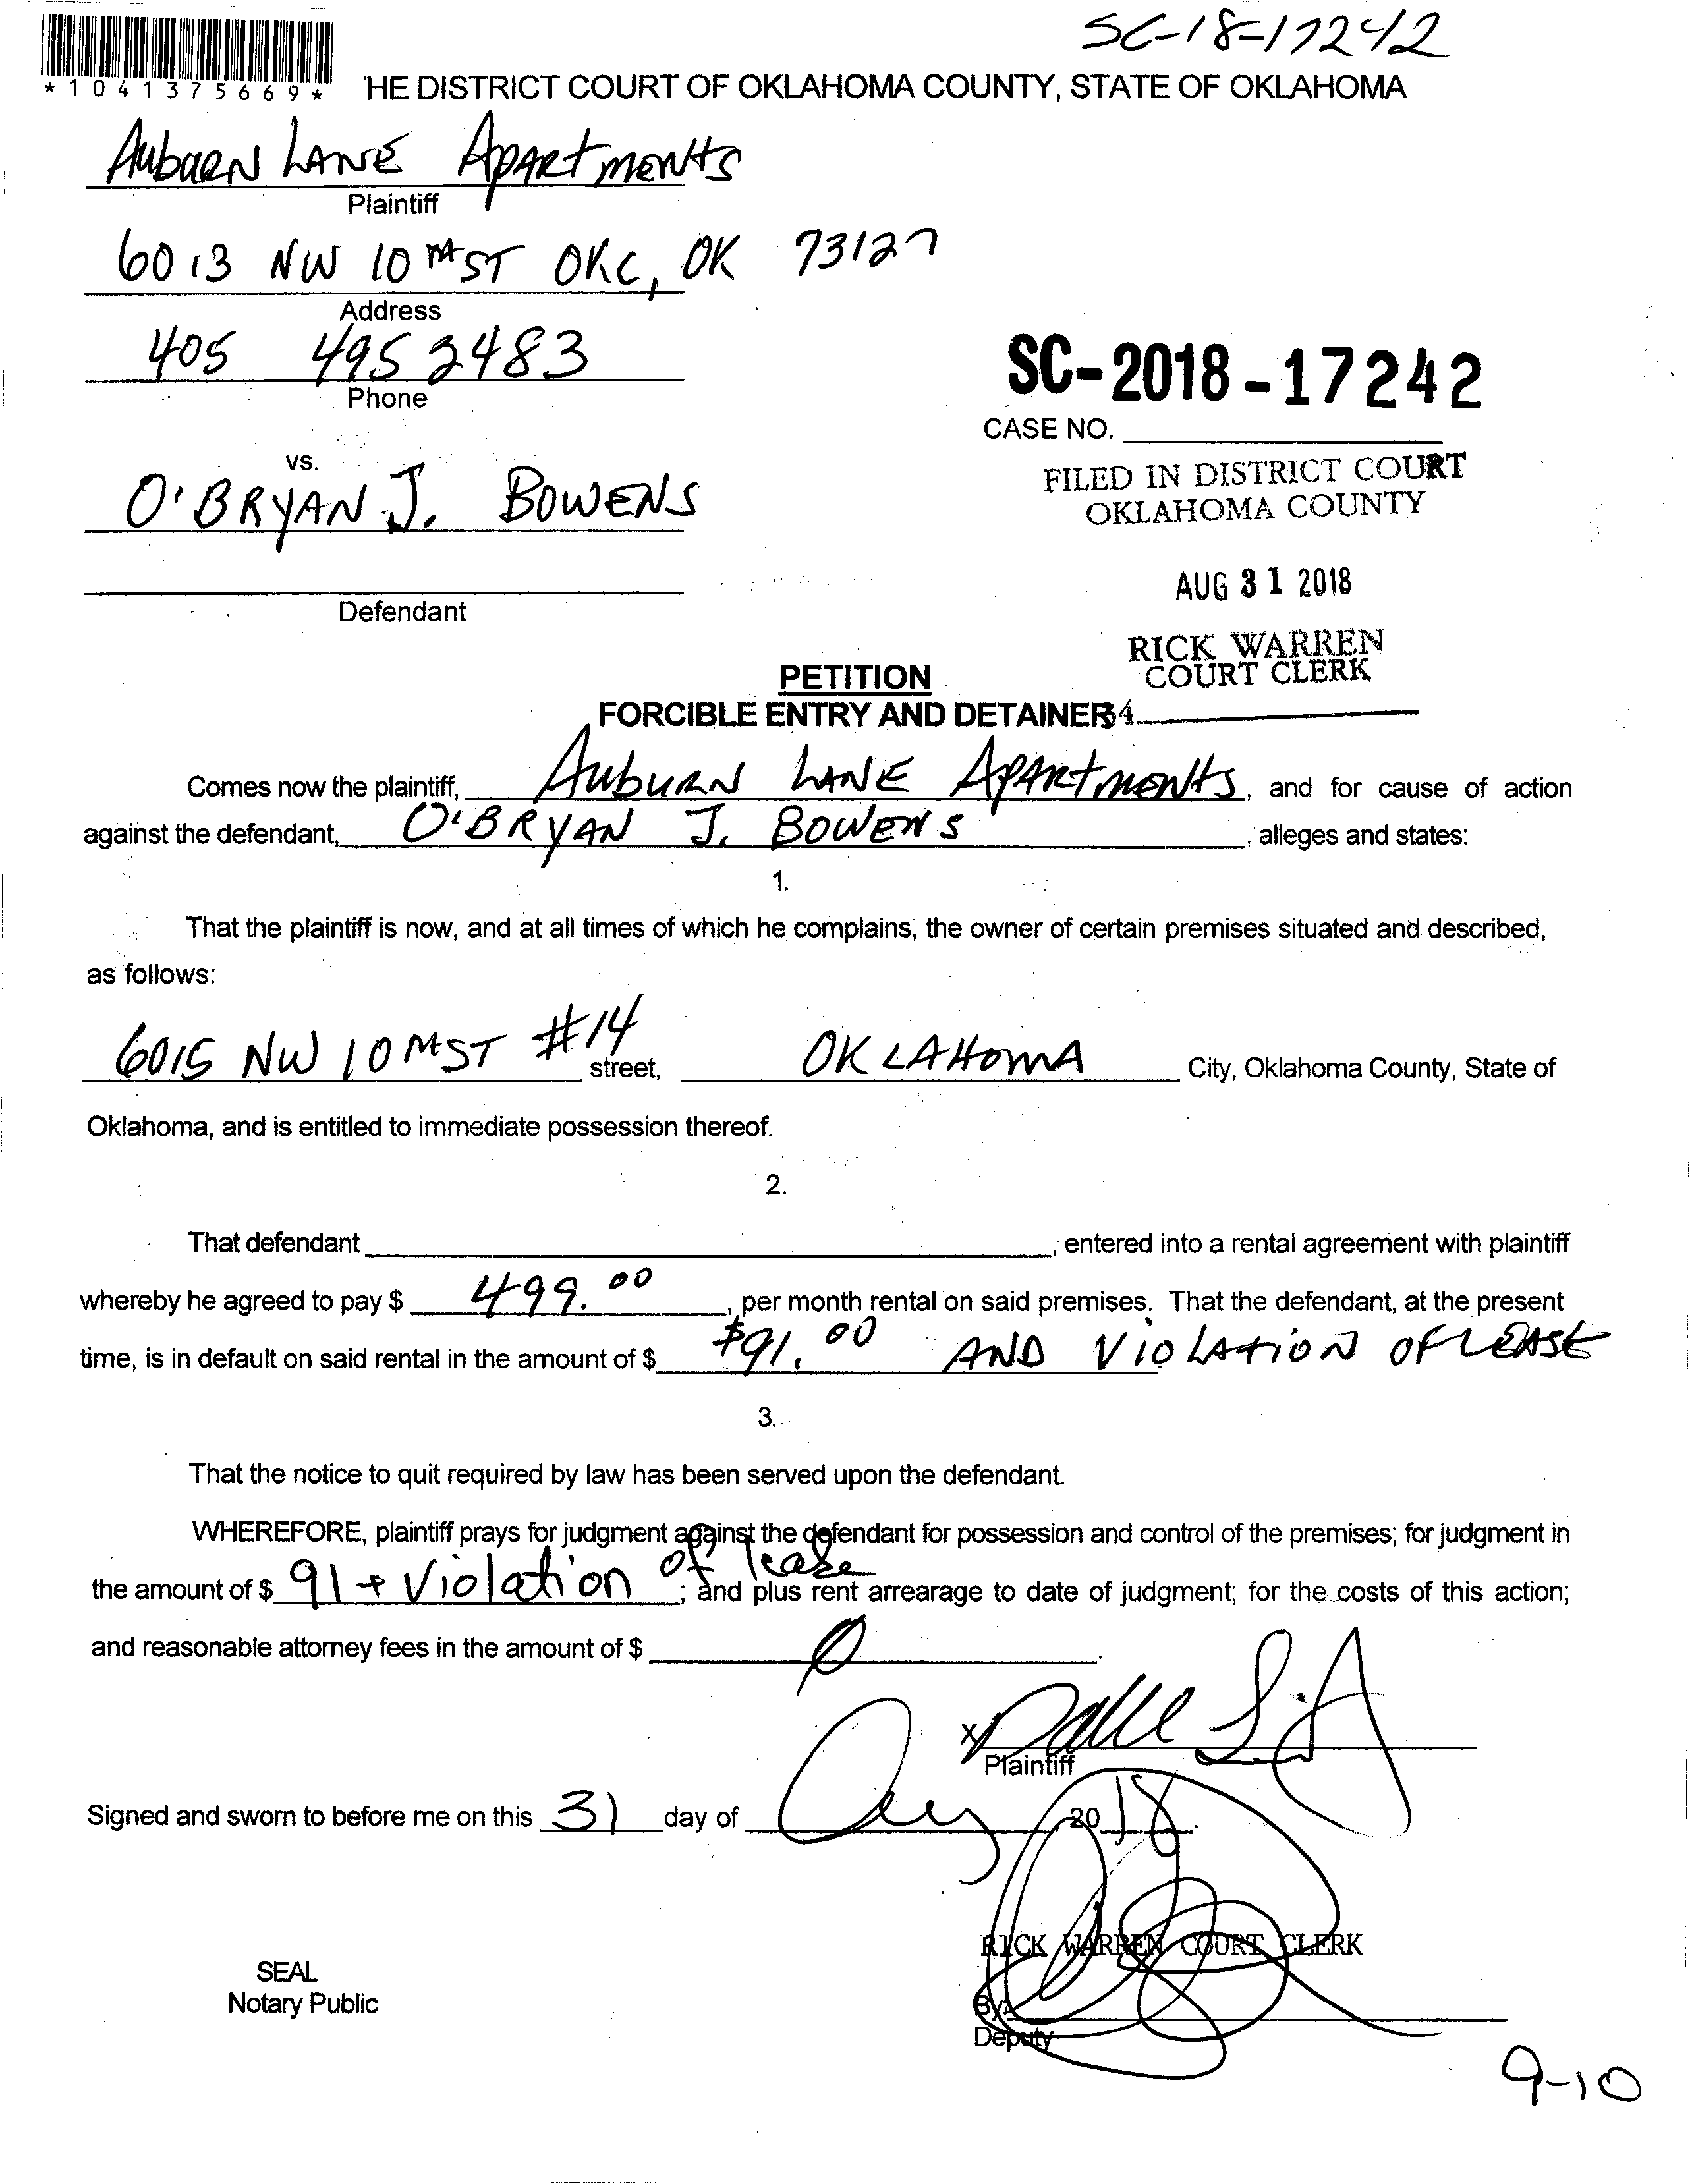 SC-18-17242
*1041375669*
HE DISTRICT COURT OF OKLAHOMA COUNTY, STATE OF OKLAHOMA
AubuRN LANE APARtmENtS
Plaintiff
6013 NW 10TH ST OKC, OK 73127
Address
405 495 2483
Phone
SC-2018-17242
CASE NO.
vs.
FILED IN DISTRICT COURT
OKLAHOMA COUNTY
O'BRYAN J. BOWENS
AUG 31 2018
Defendant
RICK WARREN
COURT CLERK
PETITION
FORCIBLE ENTRY AND DETAINER
34
Comes now the plaintiff, AubuRN LANE APARtmENtS, and for cause of action
against the defendant, O'BRYAN J. BOWENS, alleges and states:
1.
That the plaintiff is now, and at all times of which he complains, the owner of certain premises situated and described,
as follows:
6015 NW 10TH ST #14 street, OKLAHOMA City, Oklahoma County, State of
Oklahoma, and is entitled to immediate possession thereof.
2.
That defendant , entered into a rental agreement with plaintiff
whereby he agreed to pay $ 499.00, per month rental on said premises. That the defendant, at the present
time, is in default on said rental in the amount of $ $91.00 AND VIOLATION OF LEASE
3.
That the notice to quit required by law has been served upon the defendant.
WHEREFORE, plaintiff prays for judgment against the defendant for possession and control of the premises; for judgment in
the amount of $ 91 + Violation of lease; and plus rent arrearage to date of judgment; for the costs of this action;
and reasonable attorney fees in the amount of $ 0.
X
Plaintiff
Signed and sworn to before me on this 31 day of Aug, 2018.
RICK WARREN COURT CLERK
SEAL
Notary Public
By:
Deputy
9-10